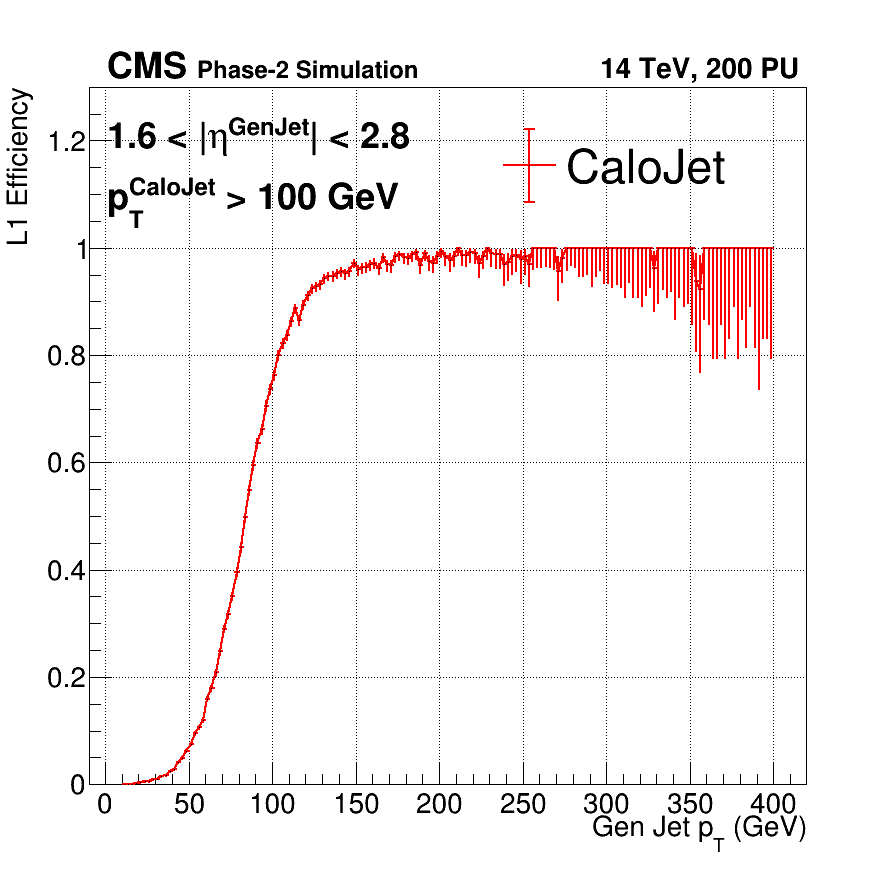 CMS Phase-2 Simulation 14 TeV, 200 PU
L1 Efficiency
1.6 < |η^GenJet| < 2.8
p_T^CaloJet > 100 GeV
CaloJet
1.2
1
0.8
0.6
0.4
0.2
0
0 50 100 150 200 250 300 350 400
Gen Jet p_T (GeV)